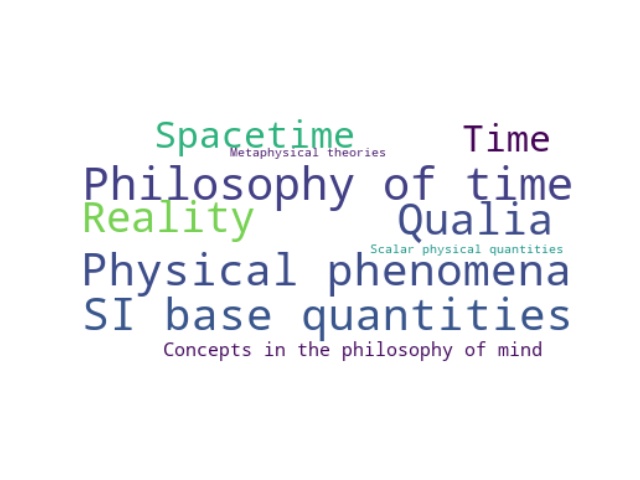 Spacetime
Time
Metaphysical theories
Philosophy of time
Reality
Qualia
Scalar physical quantities
Physical phenomena
SI base quantities
Concepts in the philosophy of mind